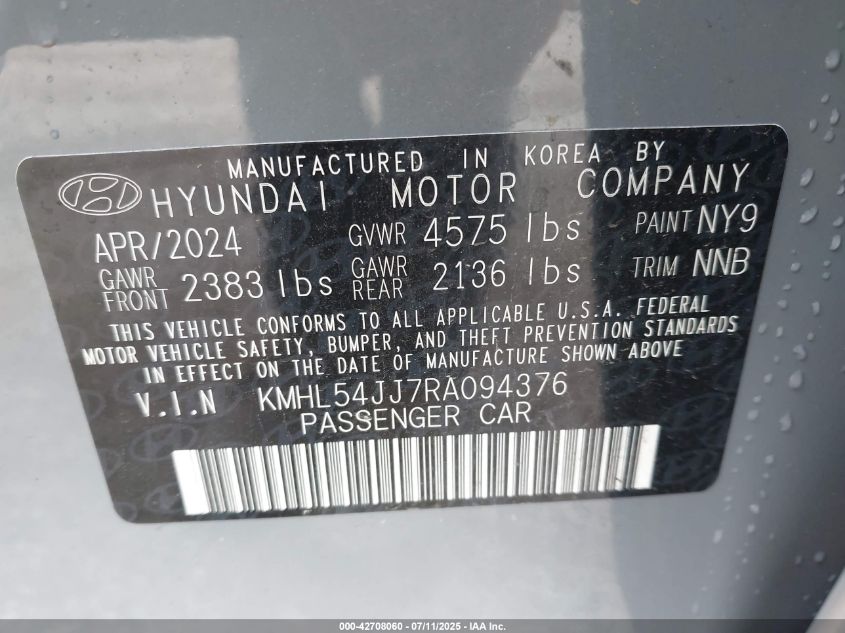 MANUFACTURED IN KOREA BY
HYUNDAI MOTOR COMPANY
APR/2024 GVWR 4575 lbs PAINT NY9
GAWR FRONT 2383 lbs GAWR REAR 2136 lbs TRIM NNB
THIS VEHICLE CONFORMS TO ALL APPLICABLE U.S.A. FEDERAL
MOTOR VEHICLE SAFETY, BUMPER, AND THEFT PREVENTION STANDARDS
IN EFFECT ON THE DATE OF MANUFACTURE SHOWN ABOVE
V.I.N KMHL54JJ7RA094376
PASSENGER CAR
000-42708060 - 07/11/2025 - IAA Inc.